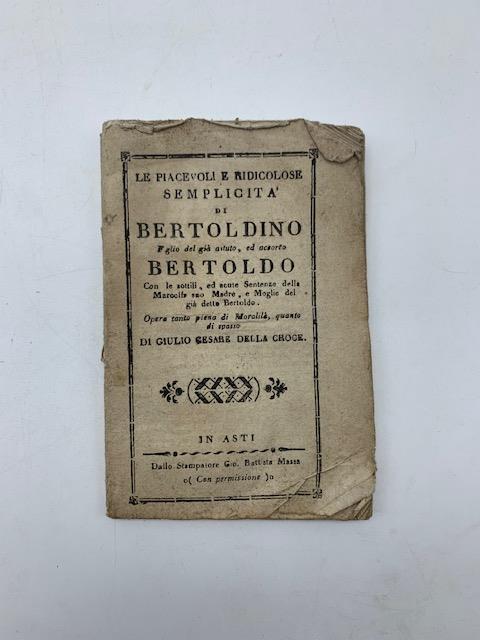 LE PIACEVOLI E RIDICOLOSE
SEMPLICITA'
DI
BERTOLDINO
Figlio del già astuto, ed accorto
BERTOLDO
Con le sottili, ed acute Sentenze della
Marcolfa suo Madre, e Moglie del
già detto Bertoldo.
Opera tanto piena di Moralità, quanto
di spasso
DI GIULIO CESARE DELLA CROCE.
IN ASTI
Dallo Stampatore Gio. Battista Massa
o( Con permissione )o